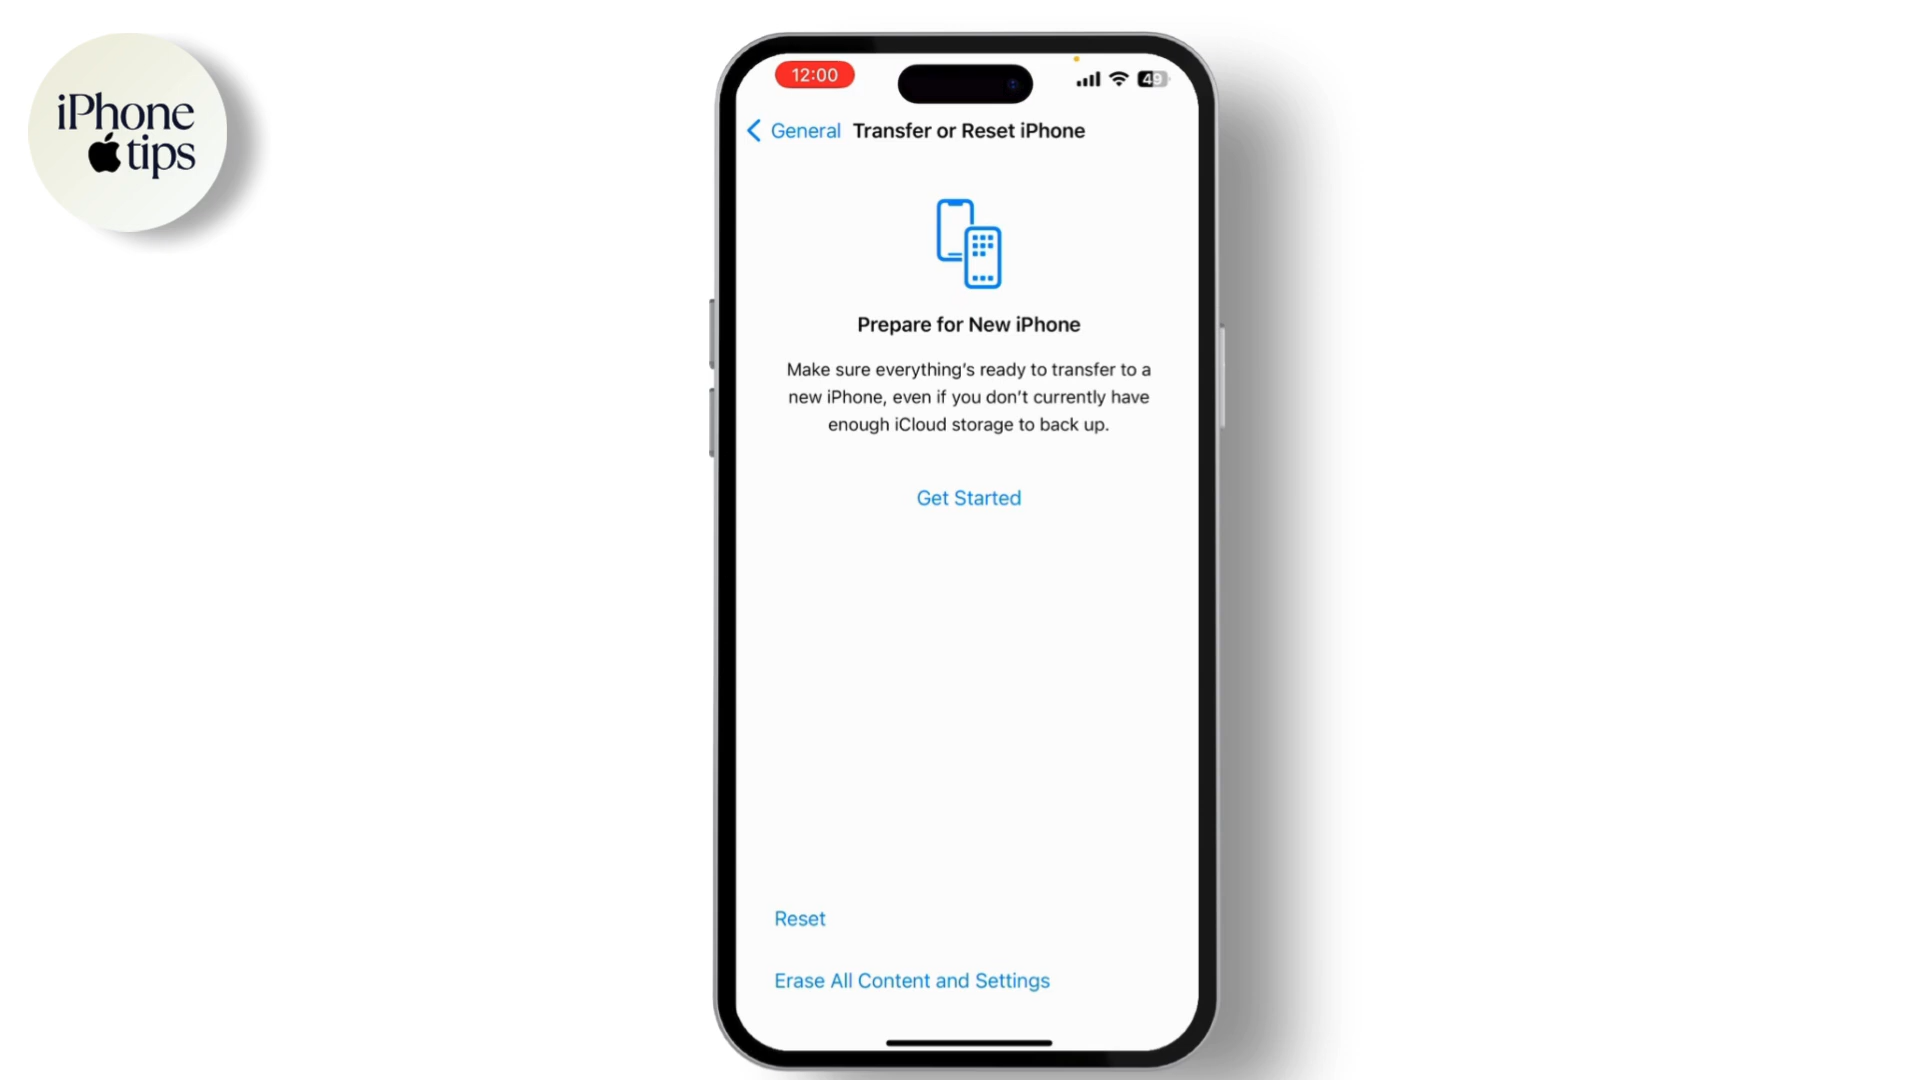 iPhone
tips
12:00
49
General
Transfer or Reset iPhone
Prepare for New iPhone
Make sure everything's ready to transfer to a
new iPhone, even if you don't currently have
enough iCloud storage to back up.
Get Started
Reset
Erase All Content and Settings